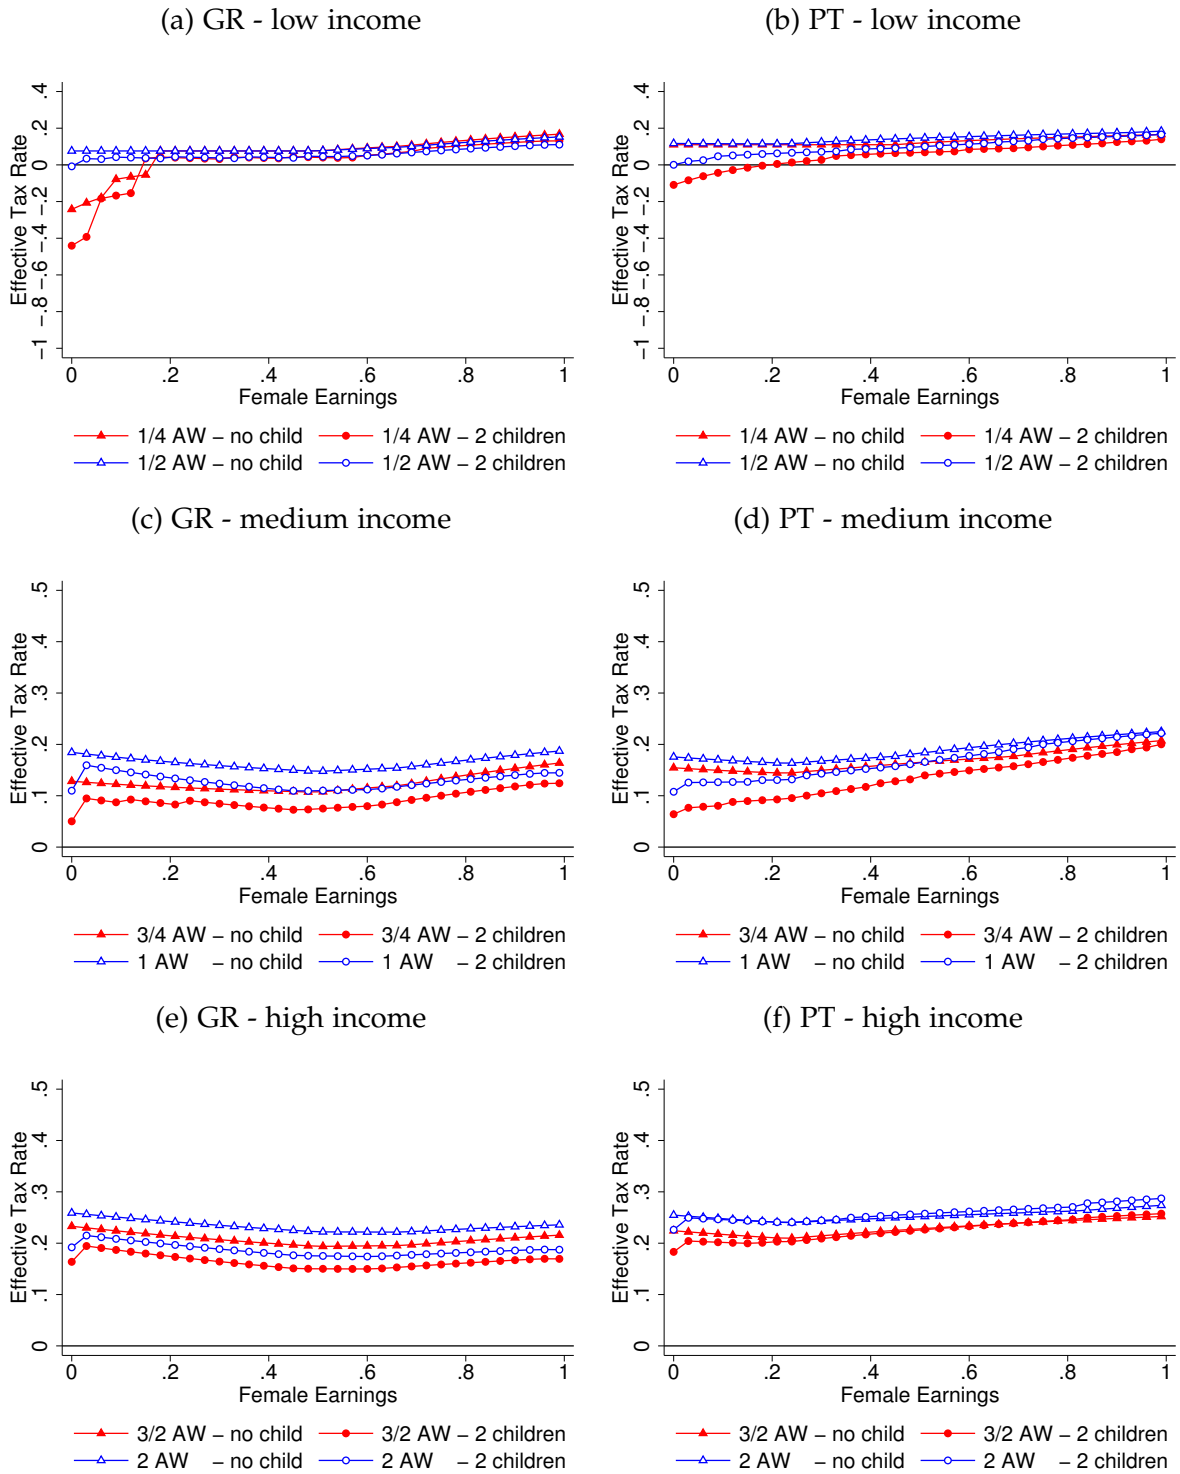 (a) GR - low income
Effective Tax Rate
−1 −.8 −.6 −.4 −.2 0 .2 .4
0 .2 .4 .6 .8 1
Female Earnings
1/4 AW − no child 1/4 AW − 2 children
1/2 AW − no child 1/2 AW − 2 children
(b) PT - low income
Effective Tax Rate
−1 −.8 −.6 −.4 −.2 0 .2 .4
0 .2 .4 .6 .8 1
Female Earnings
1/4 AW − no child 1/4 AW − 2 children
1/2 AW − no child 1/2 AW − 2 children
(c) GR - medium income
Effective Tax Rate
0 .1 .2 .3 .4 .5
0 .2 .4 .6 .8 1
Female Earnings
3/4 AW − no child 3/4 AW − 2 children
1 AW − no child 1 AW − 2 children
(d) PT - medium income
Effective Tax Rate
0 .1 .2 .3 .4 .5
0 .2 .4 .6 .8 1
Female Earnings
3/4 AW − no child 3/4 AW − 2 children
1 AW − no child 1 AW − 2 children
(e) GR - high income
Effective Tax Rate
0 .1 .2 .3 .4 .5
0 .2 .4 .6 .8 1
Female Earnings
3/2 AW − no child 3/2 AW − 2 children
2 AW − no child 2 AW − 2 children
(f) PT - high income
Effective Tax Rate
0 .1 .2 .3 .4 .5
0 .2 .4 .6 .8 1
Female Earnings
3/2 AW − no child 3/2 AW − 2 children
2 AW − no child 2 AW − 2 children